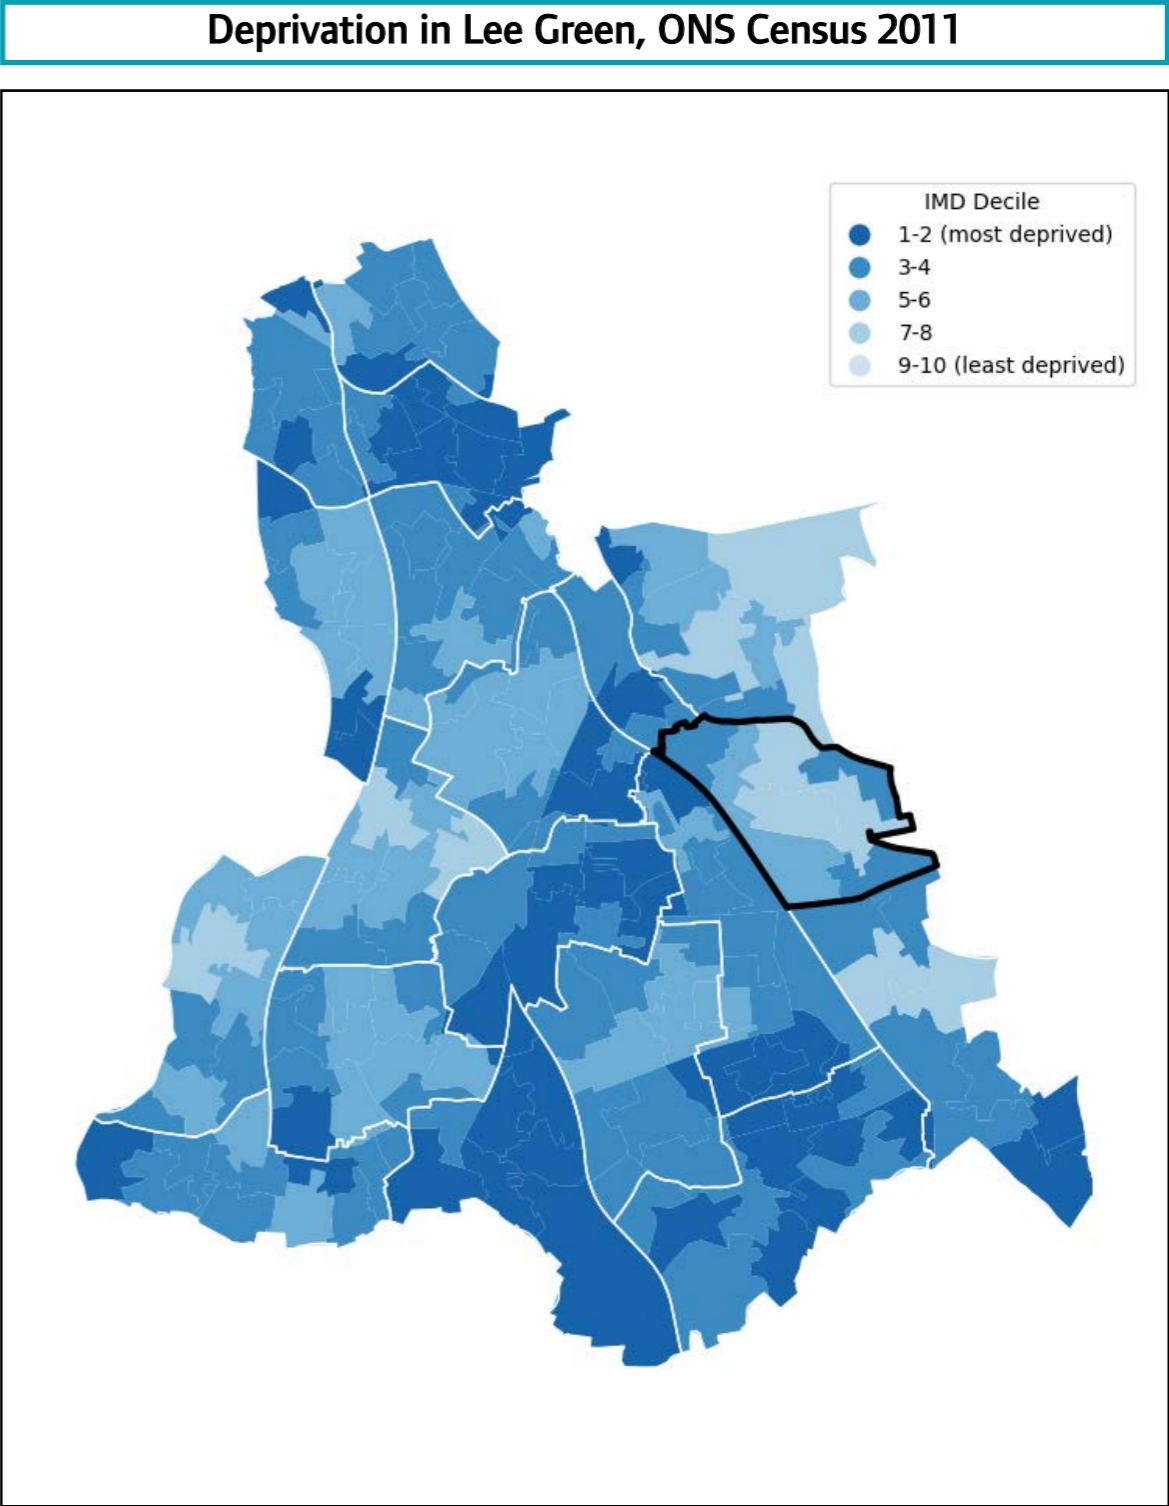 Deprivation in Lee Green, ONS Census 2011
IMD Decile
1-2 (most deprived)
3-4
5-6
7-8
9-10 (least deprived)